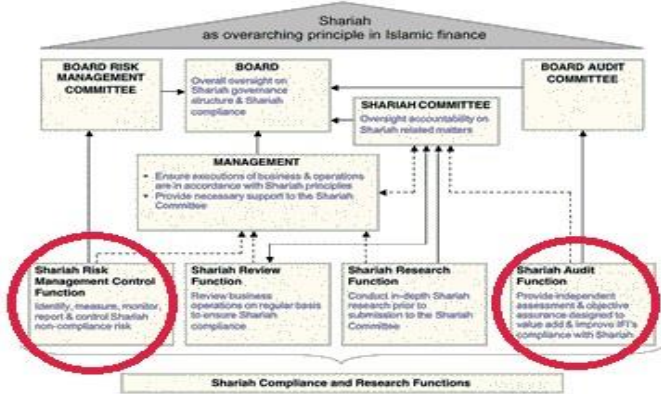 Shariah
as overarching principle in Islamic finance
BOARD RISK
MANAGEMENT
COMMITTEE
BOARD
Overall oversight on
Shariah governance
structure & Shariah
compliance
BOARD AUDIT
COMMITTEE
SHARIAH COMMITTEE
Oversight accountability on
Shariah related matters
MANAGEMENT
• Ensure executions of business & operations
are in accordance with Shariah principles
• Provide necessary support to the Shariah
Committee
Shariah Risk
Management Control
Function
Identify, measure, monitor,
report & control Shariah
non-compliance risk
Shariah Review
Function
Review business
operations on regular basis
to ensure Shariah
compliance
Shariah Research
Function
Conduct in-depth Shariah
research prior to
submission to the Shariah
Committee
Shariah Audit
Function
Provide independent
assessment & objective
assurance designed to
value add & improve IFI's
compliance with Shariah
Shariah Compliance and Research Functions